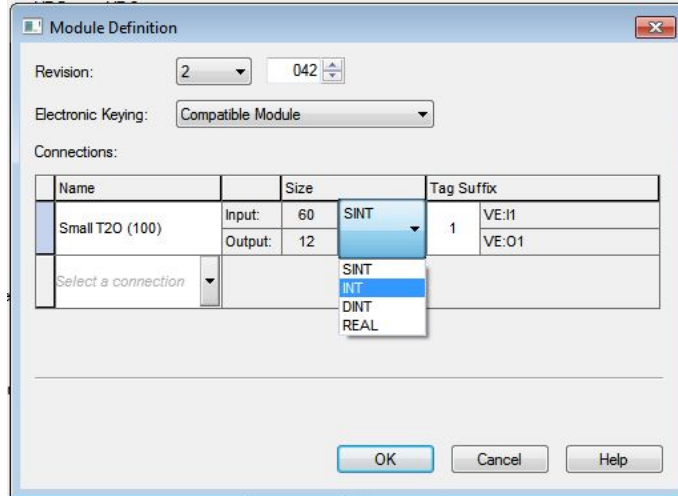 Module Definition
Revision: 2 042
Electronic Keying: Compatible Module
Connections:
Name Size Tag Suffix
Small T2O (100) Input: 60 SINT 1 VE:I1
Output: 12 VE:O1
Select a connection
SINT
INT
DINT
REAL
OK Cancel Help